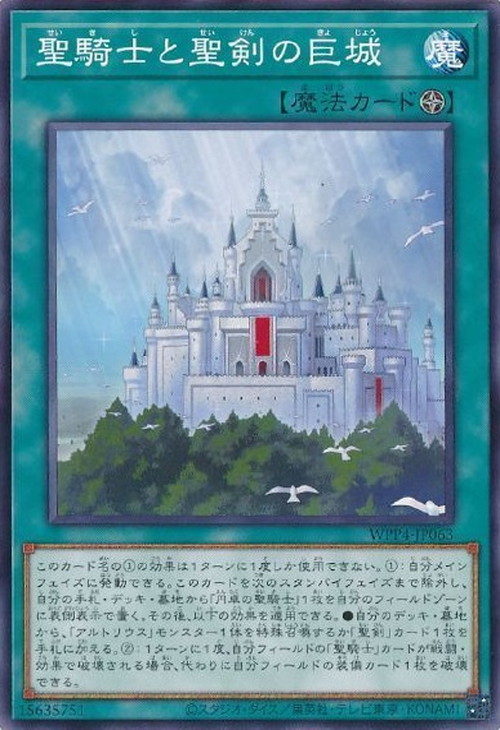 聖騎士と聖剣の巨城
魔
【魔法カード】
WPP4-JP063
このカード名の①の効果は1ターンに1度しか使用できない。①:自分メイン
フェイズに発動できる。このカードを次のスタンバイフェイズまで除外し、
自分の手札・デッキ・墓地から「円卓の聖騎士」1枚を自分のフィールドゾーン
に表側表示で置く。その後、以下の効果を適用できる。●自分のデッキ・墓地
から、「アルトリウス」モンスター1体を特殊召喚するか「聖剣」カード1枚を
手札に加える。②:1ターンに1度、自分フィールドの「聖騎士」カードが戦闘・
効果で破壊される場合、代わりに自分フィールドの装備カード1枚を破壊
できる。
15635751
©スタジオ・ダイス/集英社・テレビ東京・KONAMI